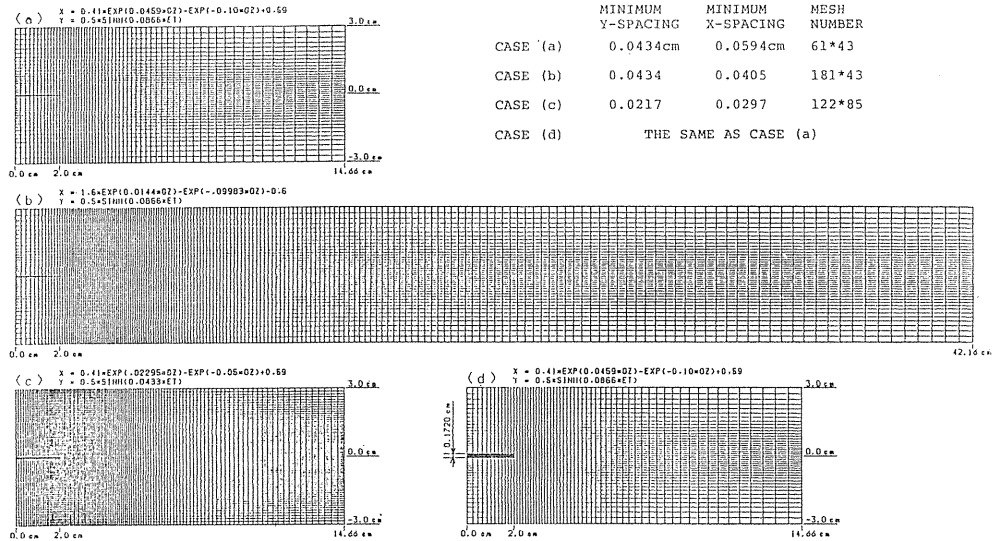 (a) X = 0.41*EXP(0.0459*OZ)-EXP(-0.10*OZ)+0.59
Y = 0.5*SINH(0.0866*ET)
3.0 cm
0.0 cm
-3.0 cm
0.0 cm 2.0 cm 14.66 cm
MINIMUM MINIMUM MESH
Y-SPACING X-SPACING NUMBER
CASE (a) 0.0434cm 0.0594cm 61*43
CASE (b) 0.0434 0.0405 181*43
CASE (c) 0.0217 0.0297 122*85
CASE (d) THE SAME AS CASE (a)
(b) X = 1.6*EXP(0.0144*OZ)-EXP(-.09983*OZ)-0.6
Y = 0.5*SINH(0.0866*ET)
0.0 cm 2.0 cm 42.16 cm
(c) X = 0.41*EXP(0.02295*OZ)-EXP(-0.05*OZ)+0.59
Y = 0.5*SINH(0.0433*ET)
3.0 cm
0.0 cm
-3.0 cm
0.0 cm 2.0 cm 14.66 cm
(d) X = 0.41*EXP(0.0459*OZ)-EXP(-0.10*OZ)+0.59
Y = 0.5*SINH(0.0866*ET)
3.0 cm
0.1720 cm
0.0 cm
-3.0 cm
0.0 cm 2.0 cm 14.66 cm